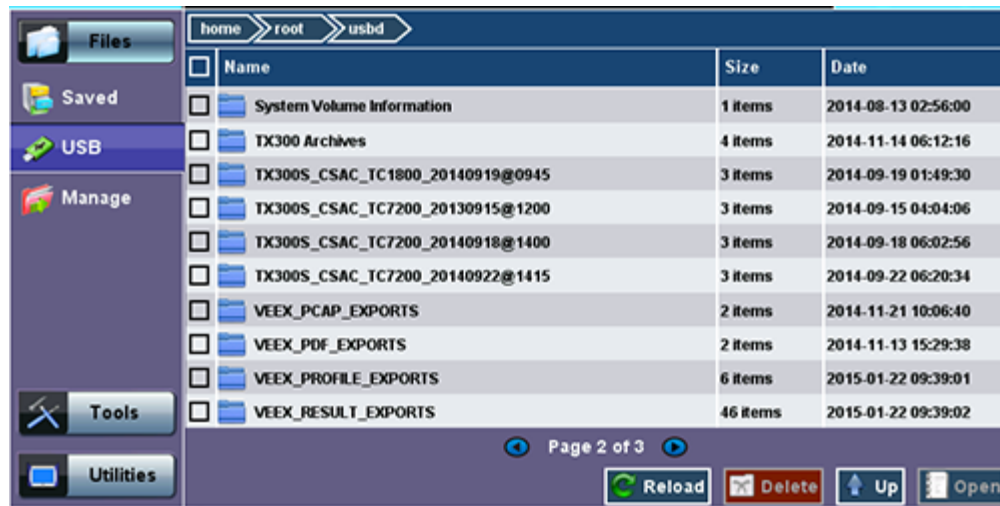 Files
Saved
USB
Manage
Tools
Utilities
home root usbd
Name Size Date
System Volume Information 1 items 2014-08-13 02:56:00
TX300 Archives 4 items 2014-11-14 06:12:16
TX300S_CSAC_TC1800_20140919@0945 3 items 2014-09-19 01:49:30
TX300S_CSAC_TC7200_20130915@1200 3 items 2014-09-15 04:04:06
TX300S_CSAC_TC7200_20140918@1400 3 items 2014-09-18 06:02:56
TX300S_CSAC_TC7200_20140922@1415 3 items 2014-09-22 06:20:34
VEEX_PCAP_EXPORTS 2 items 2014-11-21 10:06:40
VEEX_PDF_EXPORTS 2 items 2014-11-13 15:29:38
VEEX_PROFILE_EXPORTS 6 items 2015-01-22 09:39:01
VEEX_RESULT_EXPORTS 46 items 2015-01-22 09:39:02
Page 2 of 3
Reload Delete Up Open